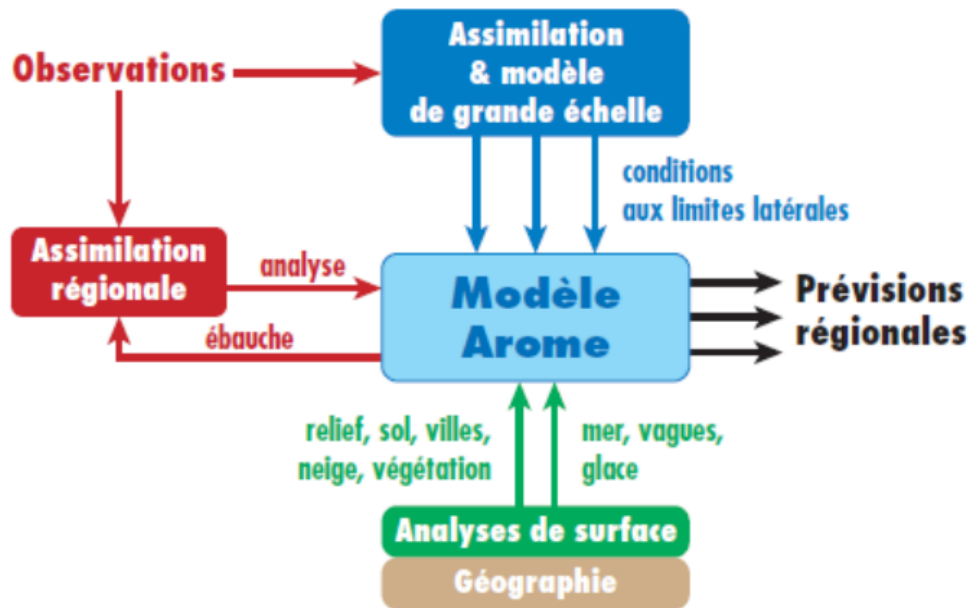 Observations
Assimilation
& modèle
de grande échelle
conditions
aux limites latérales
Assimilation
régionale
analyse
ébauche
Modèle
Arome
Prévisions
régionales
relief, sol, villes,
neige, végétation
mer, vagues,
glace
Analyses de surface
Géographie